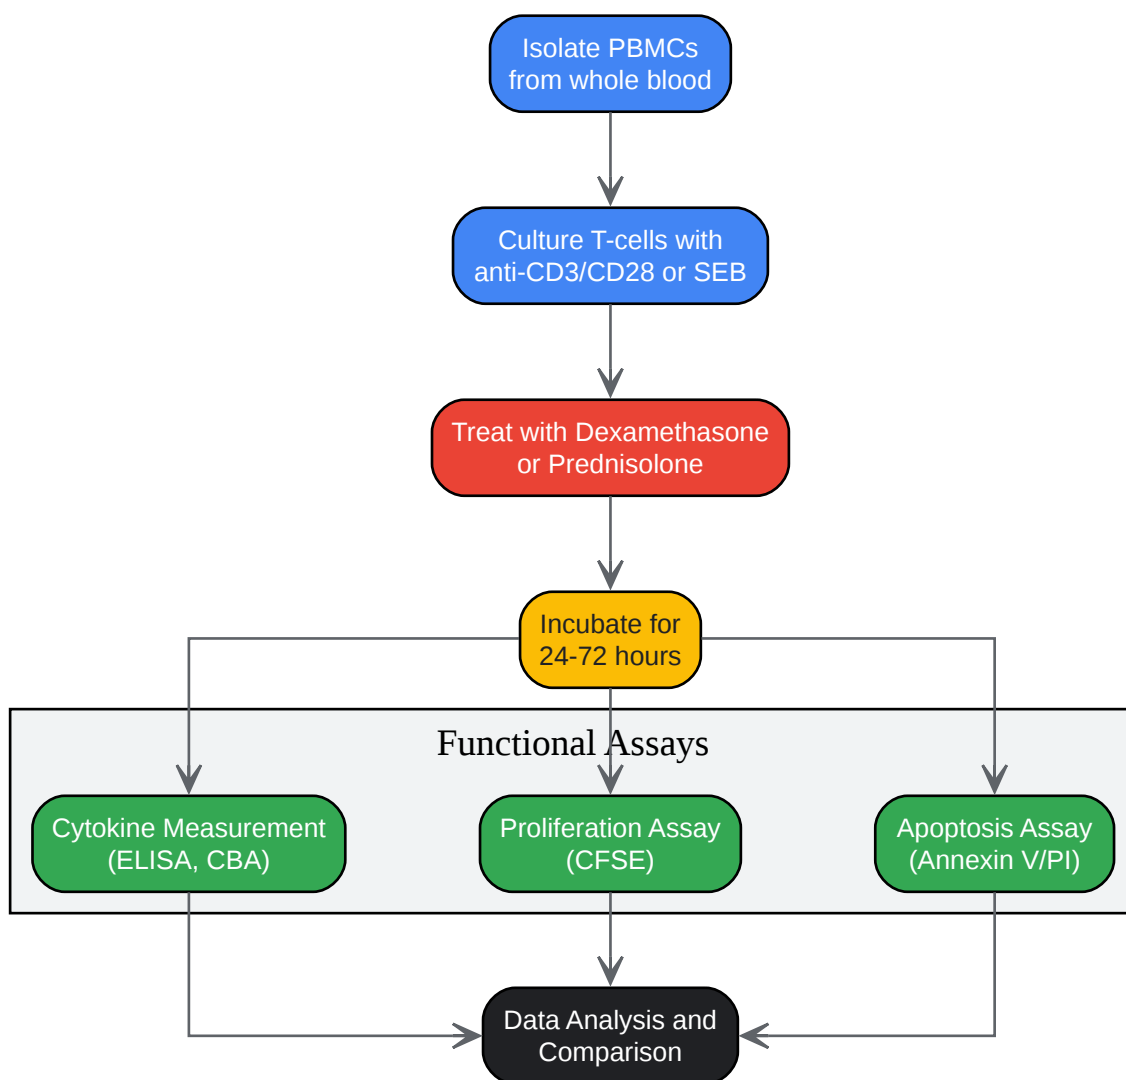 Isolate PBMCs
from whole blood
Culture T-cells with
anti-CD3/CD28 or SEB
Treat with Dexamethasone
or Prednisolone
Incubate for
24-72 hours
Functional Assays
Cytokine Measurement
(ELISA, CBA)
Proliferation Assay
(CFSE)
Apoptosis Assay
(Annexin V/PI)
Data Analysis and
Comparison